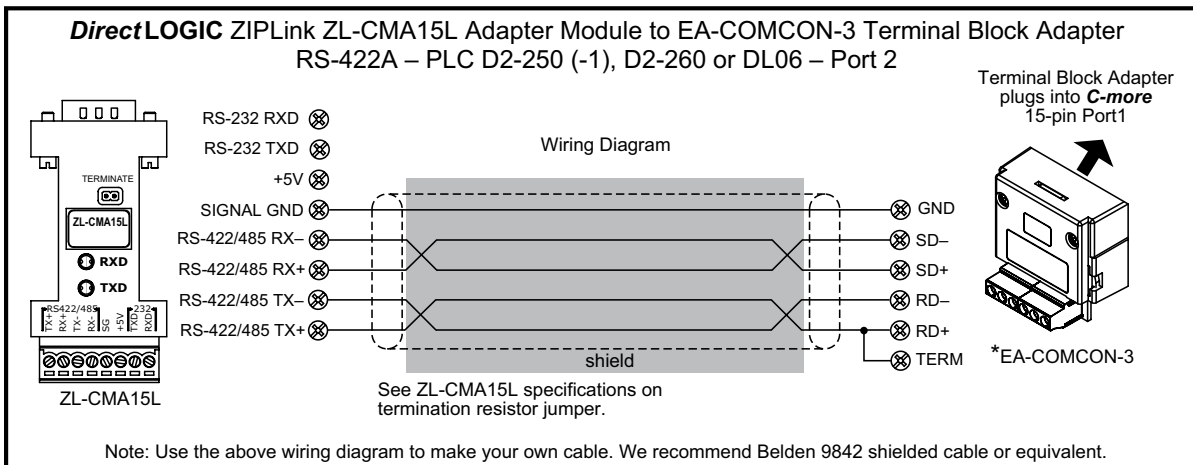 DirectLOGIC ZIPLink ZL-CMA15L Adapter Module to EA-COMCON-3 Terminal Block Adapter
RS-422A – PLC D2-250 (-1), D2-260 or DL06 – Port 2
Terminal Block Adapter
plugs into C-more
15-pin Port1
RS-232 RXD
RS-232 TXD
+5V
SIGNAL GND
RS-422/485 RX–
RS-422/485 RX+
RS-422/485 TX–
RS-422/485 TX+
Wiring Diagram
GND
SD–
SD+
RD–
RD+
TERM
shield
TERMINATE
ZL-CMA15L
RXD
TXD
RS422/485
232
TX+
RX+
TX-
RX-
SG
+5V
TXD
RXD
ZL-CMA15L
*EA-COMCON-3
See ZL-CMA15L specifications on
termination resistor jumper.
Note: Use the above wiring diagram to make your own cable. We recommend Belden 9842 shielded cable or equivalent.